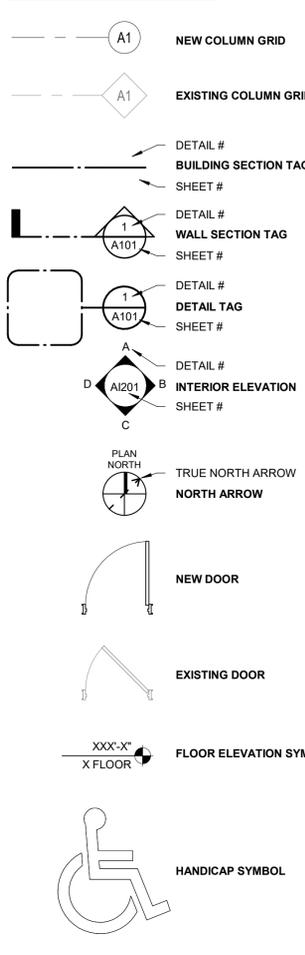 A1
NEW COLUMN GRID
A1
EXISTING COLUMN GRI
DETAIL #
BUILDING SECTION TAG
SHEET #
DETAIL #
1
WALL SECTION TAG
A101
SHEET #
DETAIL #
1
DETAIL TAG
A101
SHEET #
A
DETAIL #
D AI201 B INTERIOR ELEVATION
SHEET #
C
PLAN
NORTH
TRUE NORTH ARROW
NORTH ARROW
NEW DOOR
EXISTING DOOR
XXX'-X"
FLOOR ELEVATION SYM
X FLOOR
HANDICAP SYMBOL